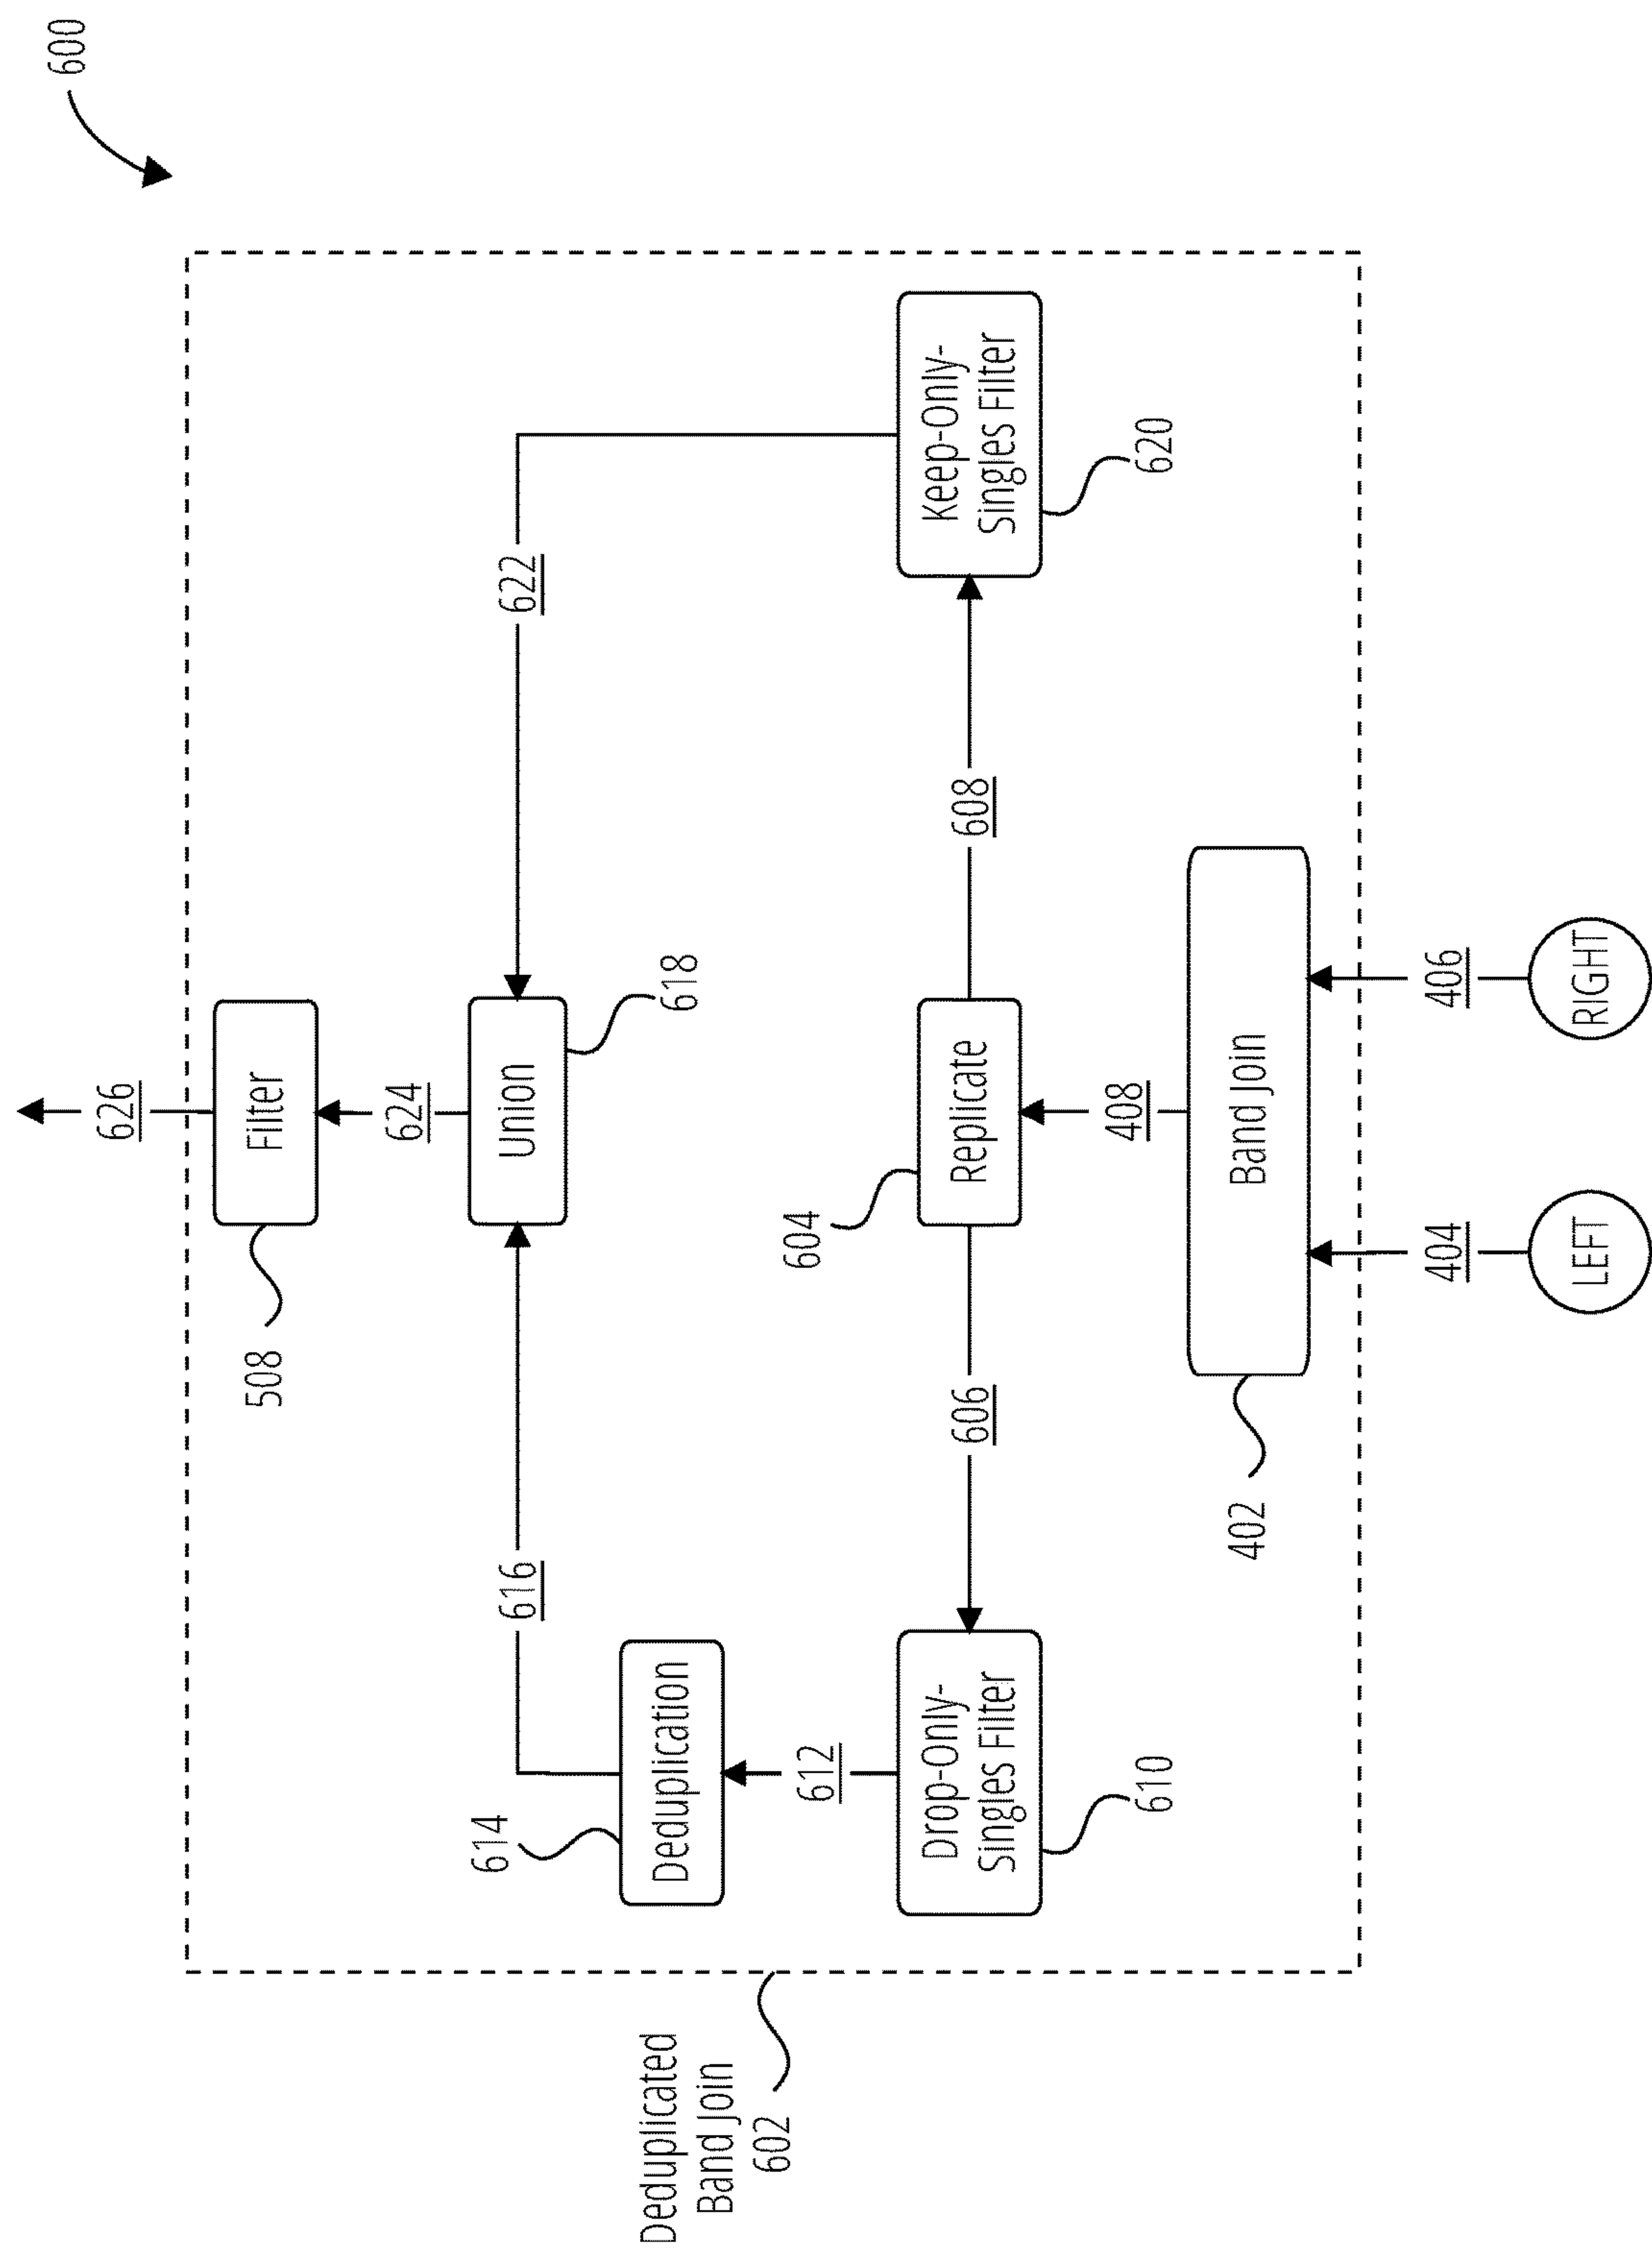 600
626
Filter
508
624
Union
618
616
622
614
Deduplication
612
604
Replicate
606
608
Drop-Only-
Singles Filter
610
Keep-Only-
Singles Filter
620
408
Band Join
402
404
406
LEFT
RIGHT
Deduplicated
Band Join
602